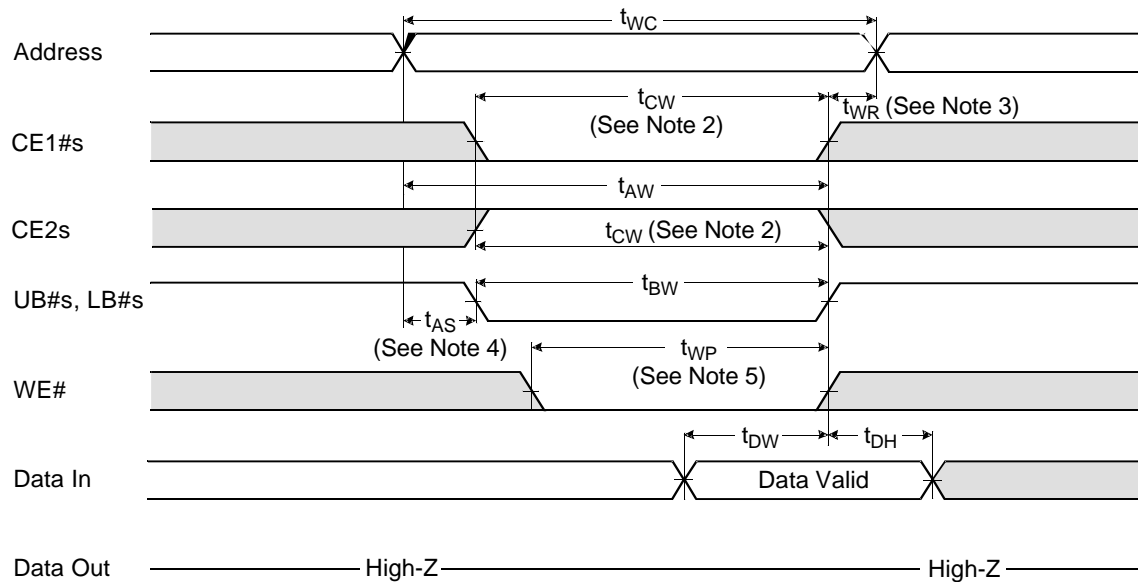 tWC
Address
tCW
(See Note 2)
tWR (See Note 3)
CE1#s
tAW
CE2s
tCW (See Note 2)
tBW
UB#s, LB#s
tAS
(See Note 4)
tWP
(See Note 5)
WE#
tDW
tDH
Data In
Data Valid
Data Out
High-Z
High-Z